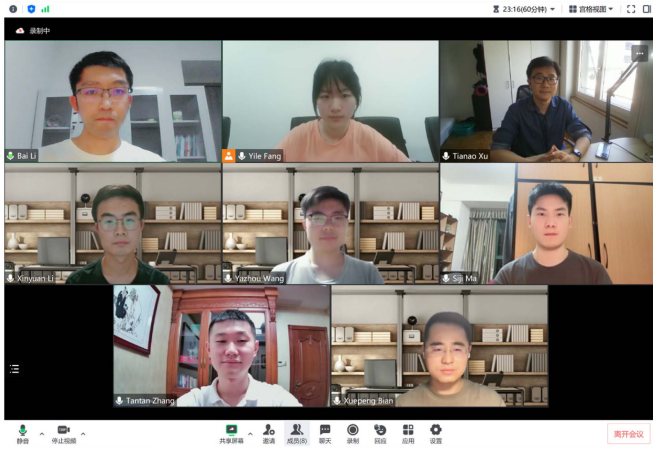 23:16(60分钟)
宫格视图
录制中
Bai Li
Yile Fang
Tianao Xu
Xinyuan Li
Yazhou Wang
Siji Ma
Tantan Zhang
Xuepeng Bian
静音
停止视频
共享屏幕
邀请
成员(8)
聊天
录制
回应
应用
设置
离开会议